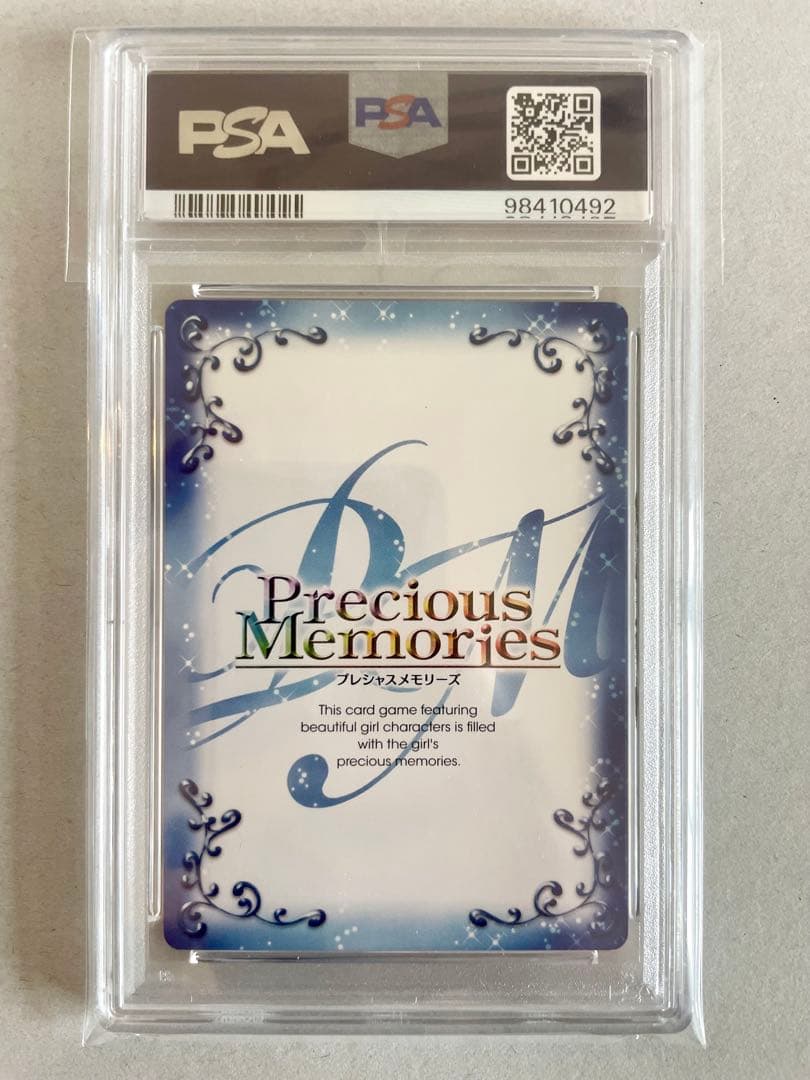 PSA
PSA
98410492
Precious
Memories
プレシャスメモリーズ
This card game featuring
beautiful girl characters is filled
with the girl's
precious memories.